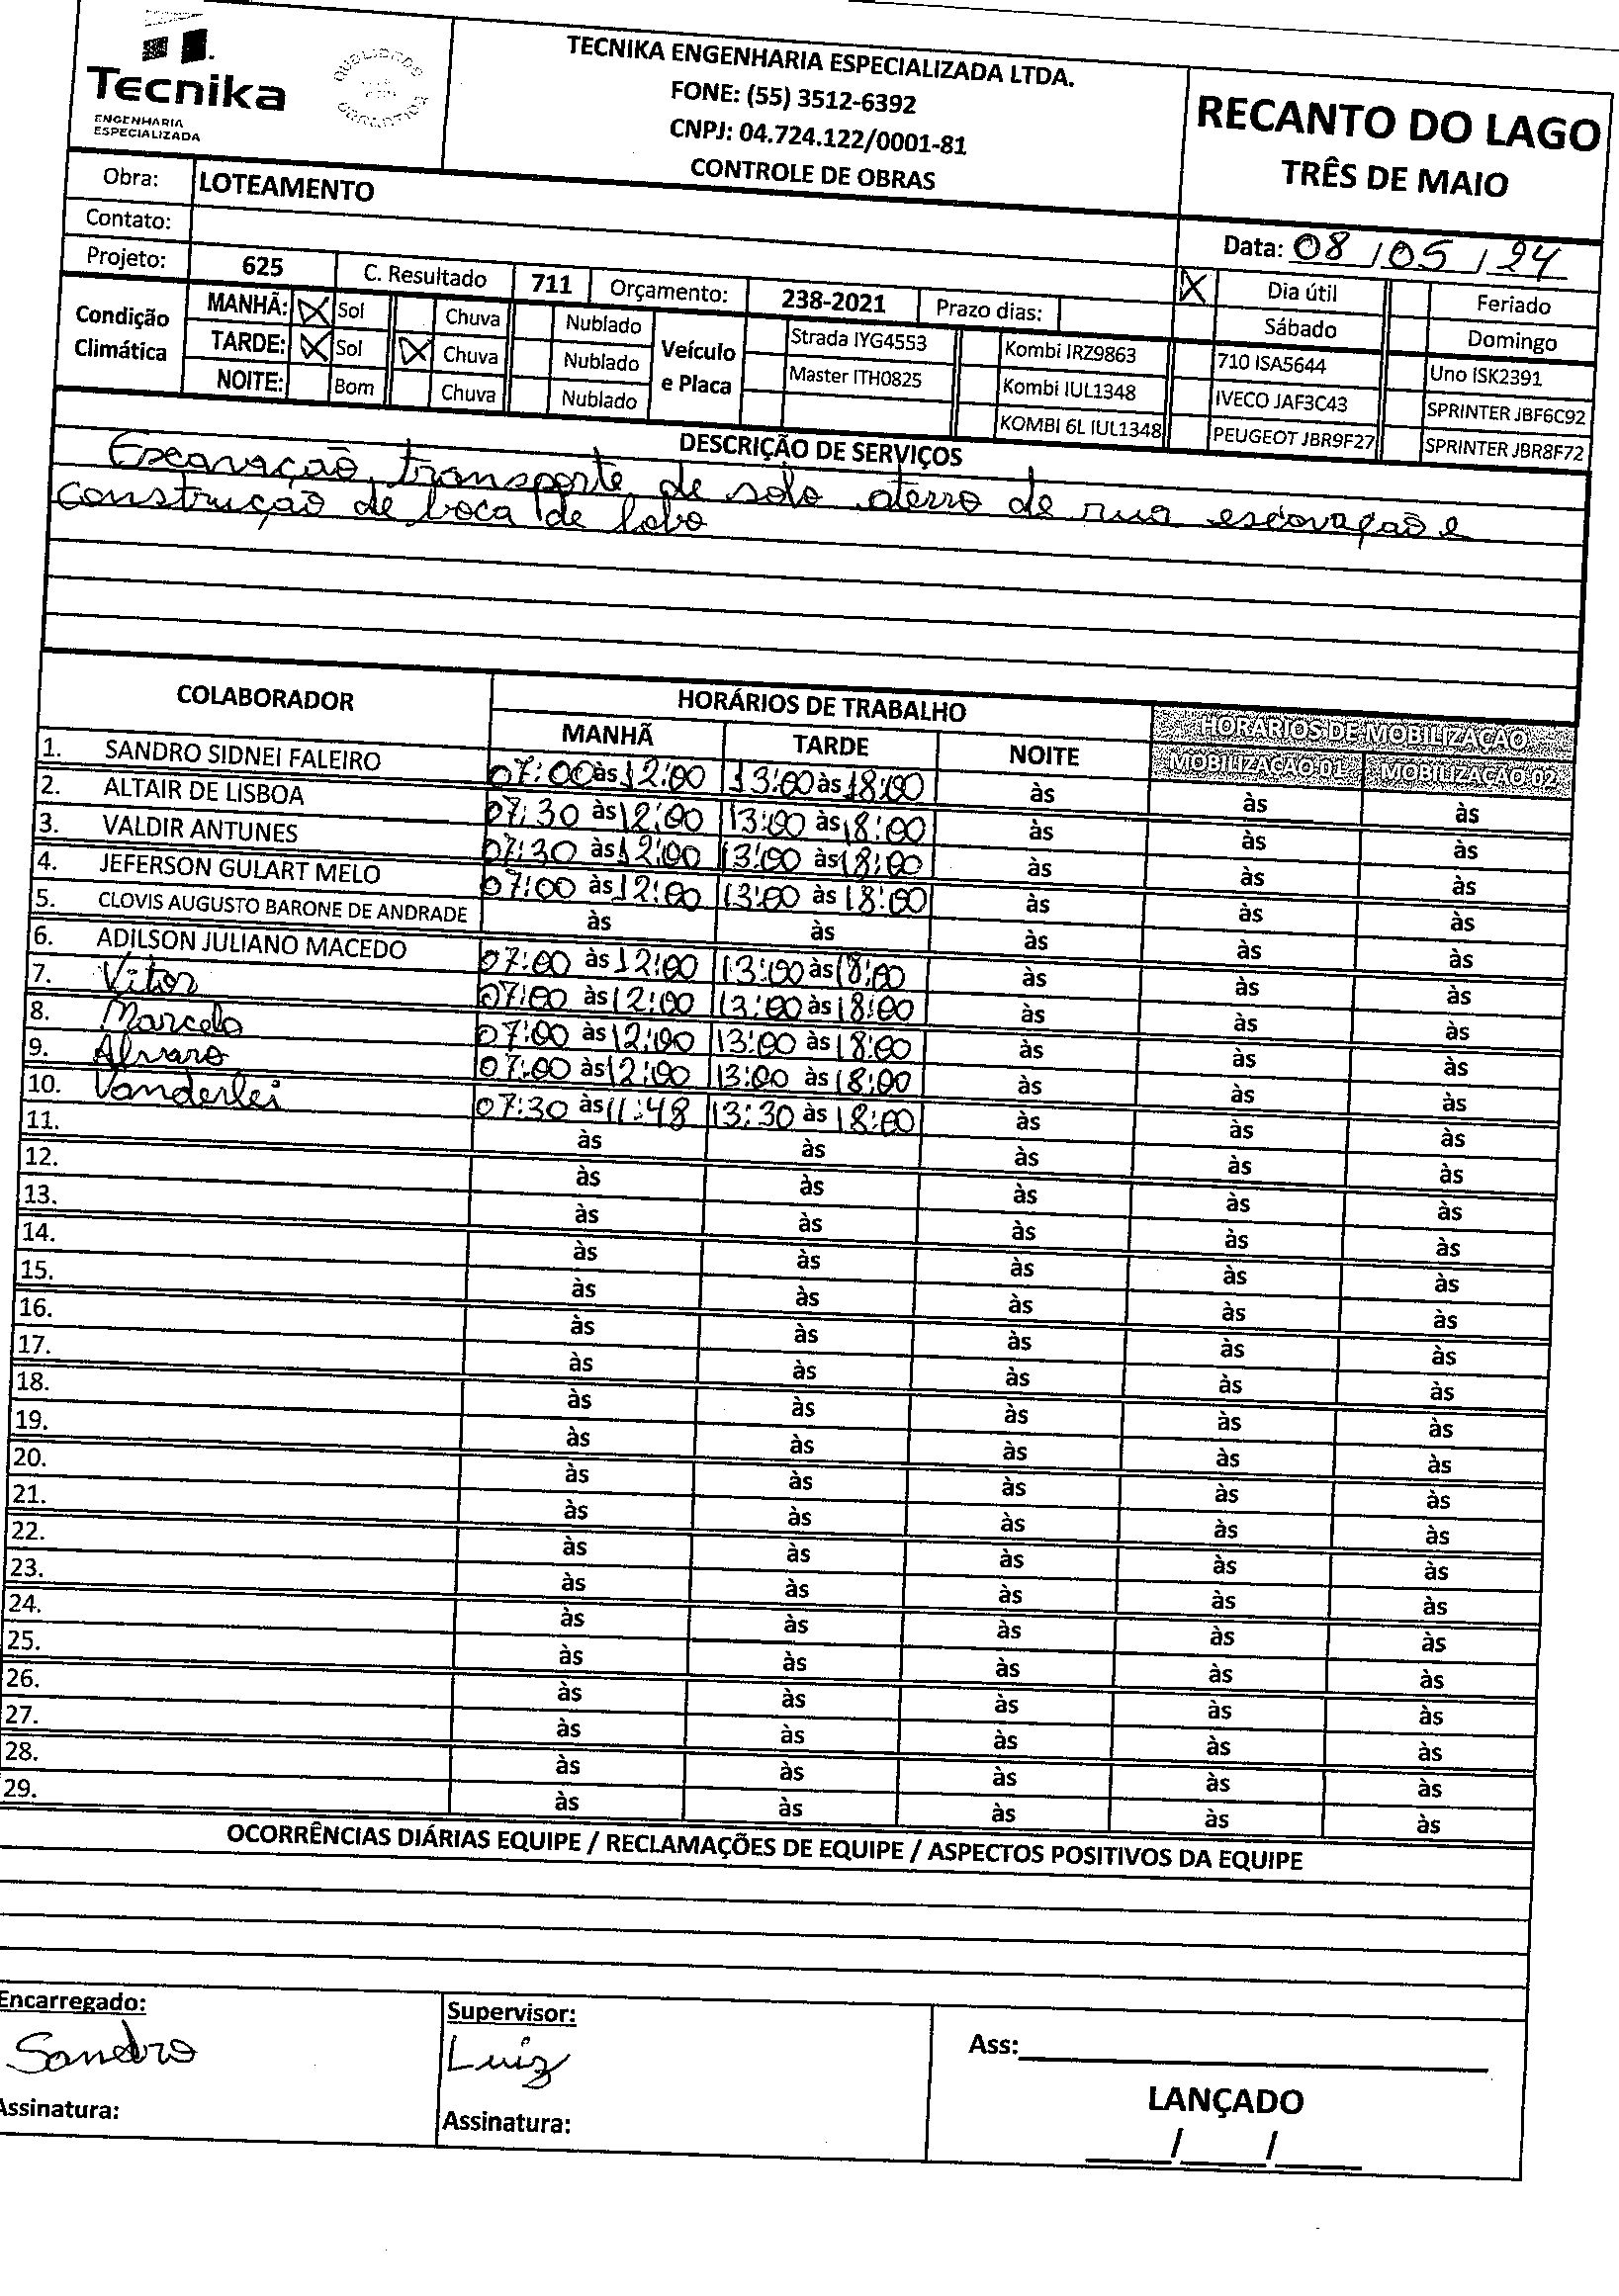 Tecnika
ENGENHARIA
ESPECIALIZADA
TECNIKA ENGENHARIA ESPECIALIZADA LTDA.
FONE: (55) 3512-6392
CNPJ: 04.724.122/0001-81
CONTROLE DE OBRAS
RECANTO DO LAGO
TRÊS DE MAIO
Obra: LOTEAMENTO
Contato:
Data: 08/05/24
Projeto: 625 C. Resultado 711 Orçamento: 238-2021 Prazo dias:
X Dia útil Feriado
Sábado Domingo
Condição Climática
MANHÃ: X Sol Chuva Nublado
TARDE: X Sol X Chuva Nublado
NOITE: Bom Chuva Nublado
Veículo e Placa
Strada IYG4553 Kombi IRZ9863 710 ISA5644 Uno ISK2391
Master ITH0825 Kombi IUL1348 IVECO JAF3C43 SPRINTER JBF6C92
KOMBI 6L IUL1348 PEUGEOT JBR9F27 SPRINTER JBR8F72
DESCRIÇÃO DE SERVIÇOS
Escavação, transporte de solo aterro de rua escavação e
construção de boca de lobo
COLABORADOR HORÁRIOS DE TRABALHO HORÁRIOS DE MOBILIZAÇÃO
MANHÃ TARDE NOITE MOBILIZAÇÃO 01 MOBILIZAÇÃO 02
1. SANDRO SIDNEI FALEIRO 07:00 às 12:00 13:00 às 18:00 às às às
2. ALTAIR DE LISBOA 07:30 às 12:00 13:00 às 18:00 às às às
3. VALDIR ANTUNES 07:30 às 12:00 13:00 às 18:00 às às às
4. JEFERSON GULART MELO 07:00 às 12:00 13:00 às 18:00 às às às
5. CLOVIS AUGUSTO BARONE DE ANDRADE às às às às às
6. ADILSON JULIANO MACEDO 07:00 às 12:00 13:00 às 18:00 às às às
7. Vitor 07:00 às 12:00 13:00 às 18:00 às às às
8. Marcelo 07:00 às 12:00 13:00 às 18:00 às às às
9. Alvaro 07:00 às 12:00 13:00 às 18:00 às às às
10. Vanderlei 07:30 às 11:48 13:30 às 18:00 às às às
11. às às às às às
12. às às às às às
13. às às às às às
14. às às às às às
15. às às às às às
16. às às às às às
17. às às às às às
18. às às às às às
19. às às às às às
20. às às às às às
21. às às às às às
22. às às às às às
23. às às às às às
24. às às às às às
25. às às às às às
26. às às às às às
27. às às às às às
28. às às às às às
29. às às às às às
OCORRÊNCIAS DIÁRIAS EQUIPE / RECLAMAÇÕES DE EQUIPE / ASPECTOS POSITIVOS DA EQUIPE
Encarregado: Supervisor:
Sandro Luiz Ass:
LANÇADO
Assinatura: Assinatura:
/ /